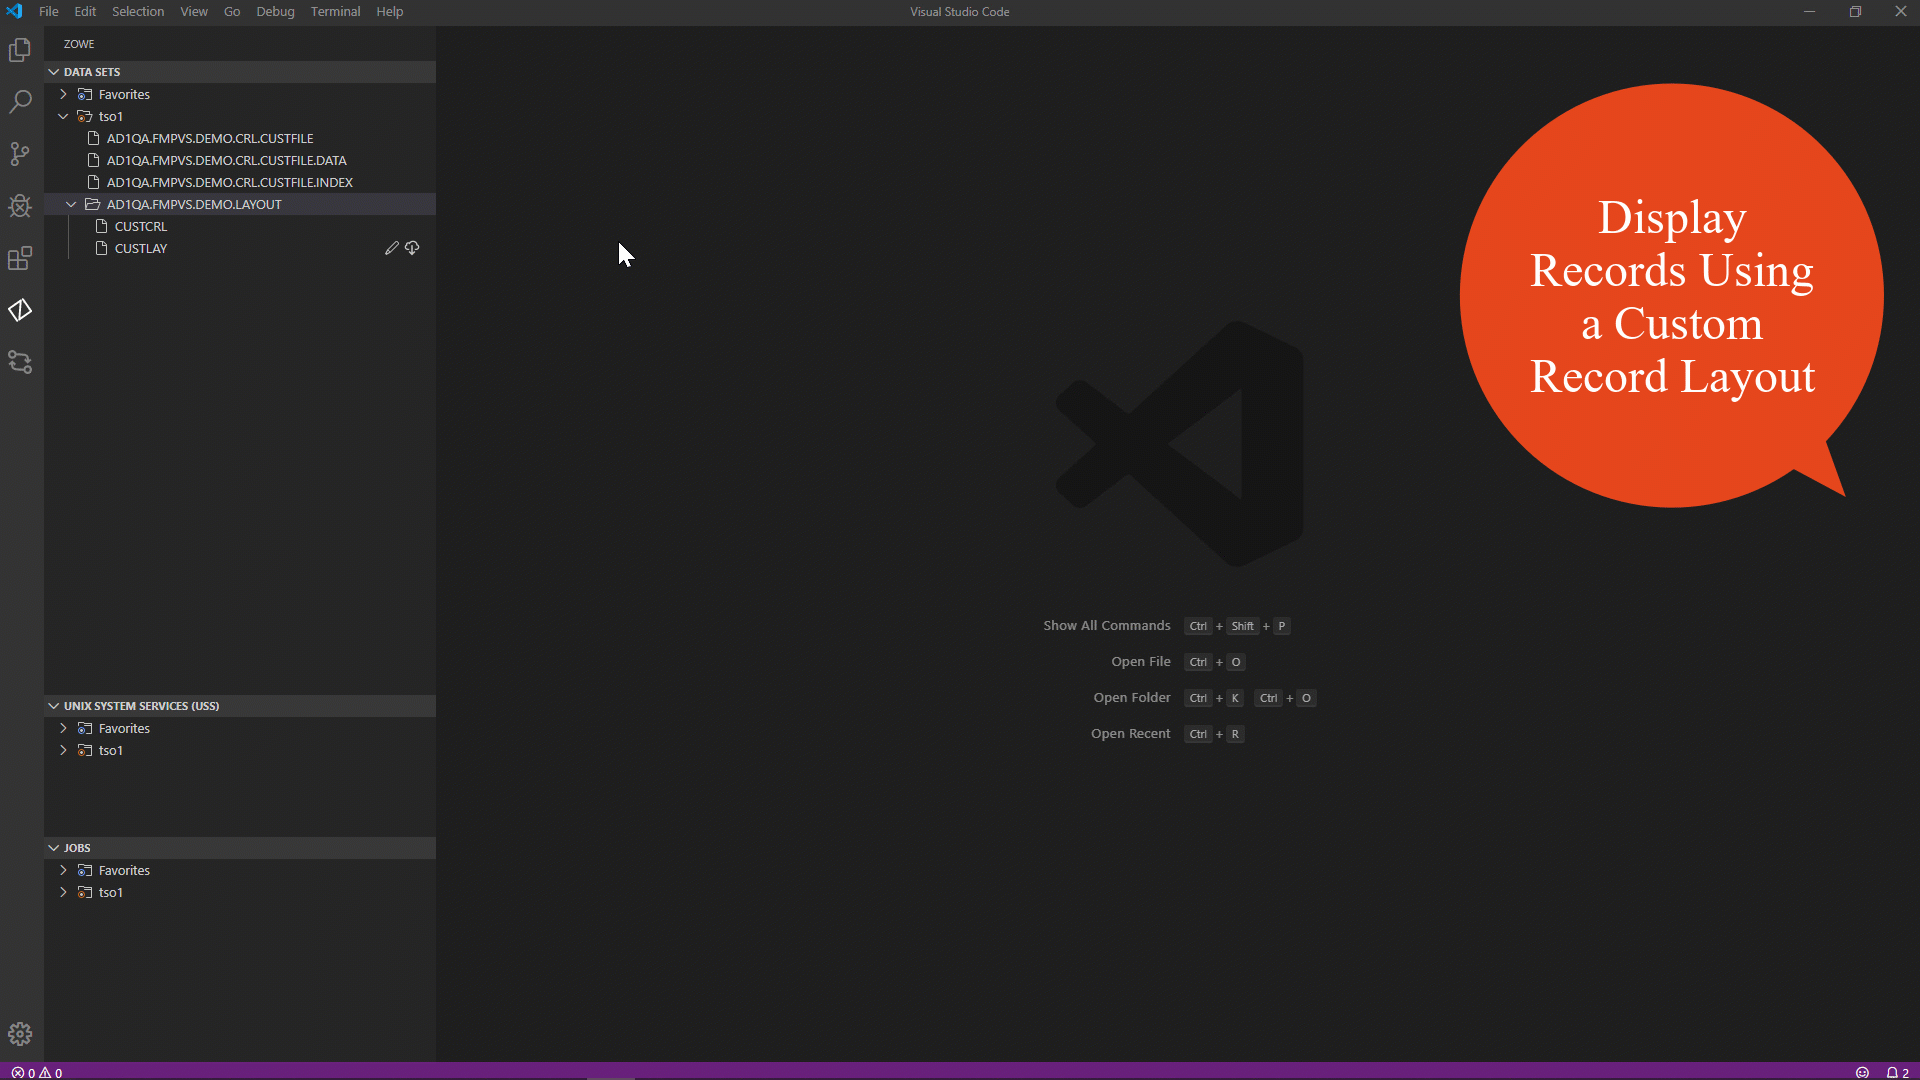 File Edit Selection View Go Debug Terminal Help
Visual Studio Code
ZOWE
DATA SETS
Favorites
tso1
AD1QA.FMPVS.DEMO.CRL.CUSTFILE
AD1QA.FMPVS.DEMO.CRL.CUSTFILE.DATA
AD1QA.FMPVS.DEMO.CRL.CUSTFILE.INDEX
AD1QA.FMPVS.DEMO.LAYOUT
CUSTCRL
CUSTLAY
UNIX SYSTEM SERVICES (USS)
Favorites
tso1
JOBS
Favorites
tso1
Display
Records Using
a Custom
Record Layout
Show All Commands Ctrl + Shift + P
Open File Ctrl + O
Open Folder Ctrl + K Ctrl + O
Open Recent Ctrl + R
0 0
2